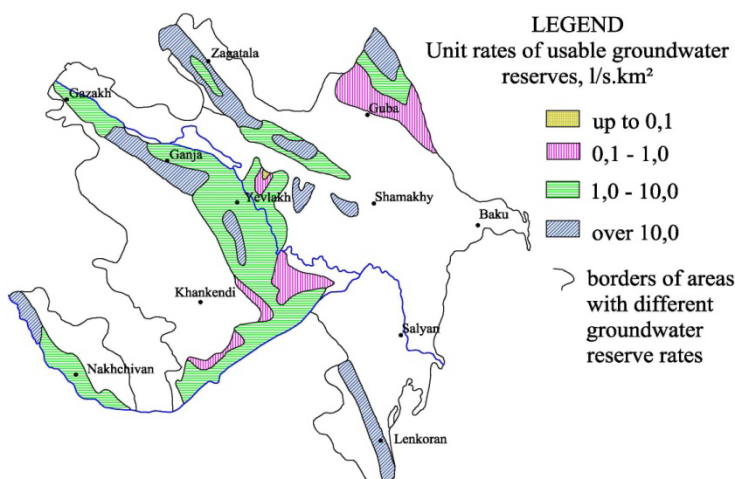 LEGEND
Unit rates of usable groundwater
reserves, l/s.km²
up to 0,1
0,1 - 1,0
1,0 - 10,0
over 10,0
borders of areas
with different
groundwater
reserve rates
Zagatala
Gazakh
Guba
Ganja
Yevlakh
Shamakhy
Baku
Khankendi
Salyan
Nakhchivan
Lenkoran